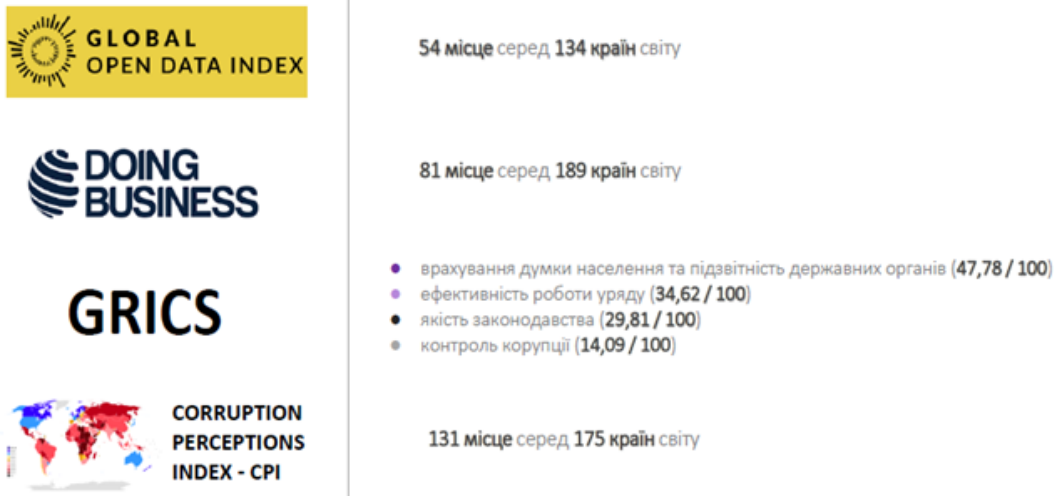 GLOBAL
OPEN DATA INDEX
54 місце серед 134 країн світу
DOING
BUSINESS
81 місце серед 189 країн світу
GRICS
врахування думки населення та підзвітність державних органів (47,78 / 100)
ефективність роботи уряду (34,62 / 100)
якість законодавства (29,81 / 100)
контроль корупції (14,09 / 100)
CORRUPTION
PERCEPTIONS
INDEX - CPI
131 місце серед 175 країн світу